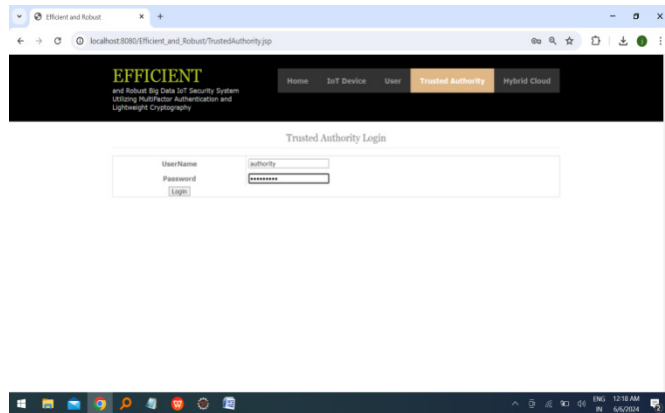 Efficient and Robust
localhost:8080/Efficient_and_Robust/TrustedAuthority.jsp
EFFICIENT
and Robust Big Data IoT Security System
Utilizing MultiFactor Authentication and
Lightweight Cryptography
Home IoT Device User Trusted Authority Hybrid Cloud
Trusted Authority Login
UserName authority
Password •••••••••
Login
ENG 12:18 AM
IN 6/6/2024